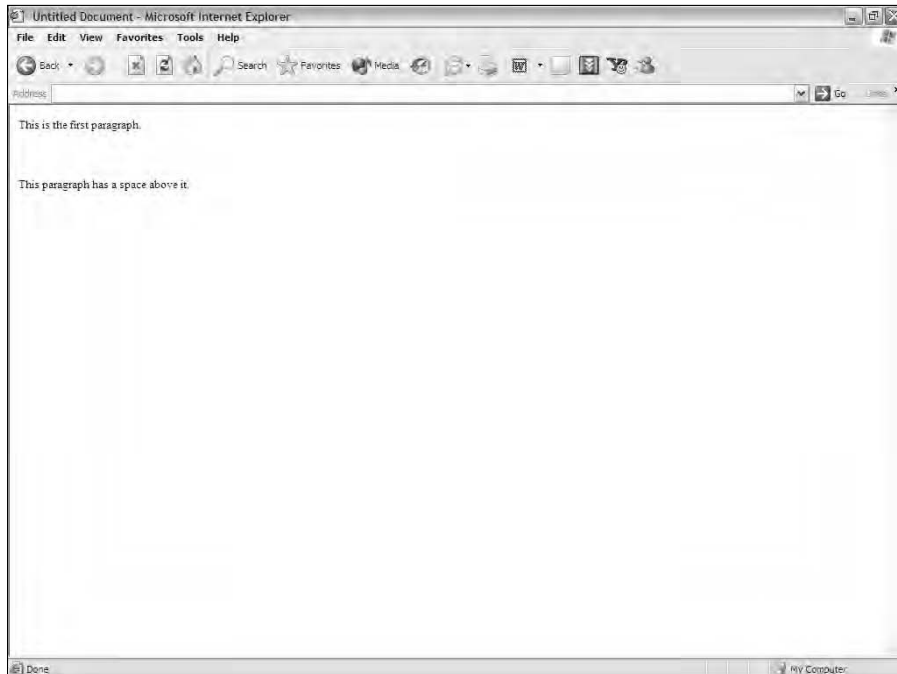 Untitled Document - Microsoft Internet Explorer
File Edit View Favorites Tools Help
Back Search Favorites Media
Address Go Links
This is the first paragraph.
This paragraph has a space above it.
Done My Computer